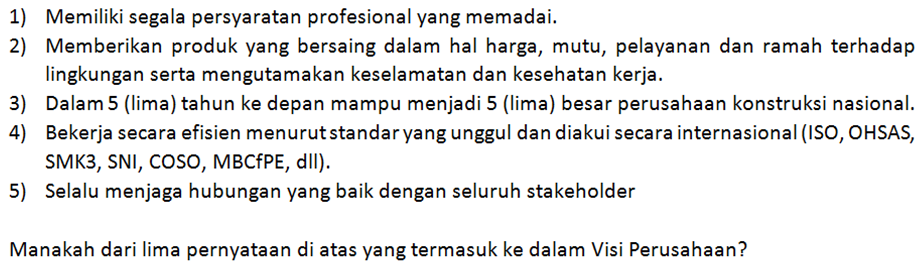 1) Memiliki segala persyaratan profesional yang memadai.
2) Memberikan produk yang bersaing dalam hal harga, mutu, pelayanan dan ramah terhadap
lingkungan serta mengutamakan keselamatan dan kesehatan kerja.
3) Dalam 5 (lima) tahun ke depan mampu menjadi 5 (lima) besar perusahaan konstruksi nasional.
4) Bekerja secara efisien menurut standar yang unggul dan diakui secara internasional (ISO, OHSAS,
SMK3, SNI, COSO, MBCfPE, dll).
5) Selalu menjaga hubungan yang baik dengan seluruh stakeholder
Manakah dari lima pernyataan di atas yang termasuk ke dalam Visi Perusahaan?